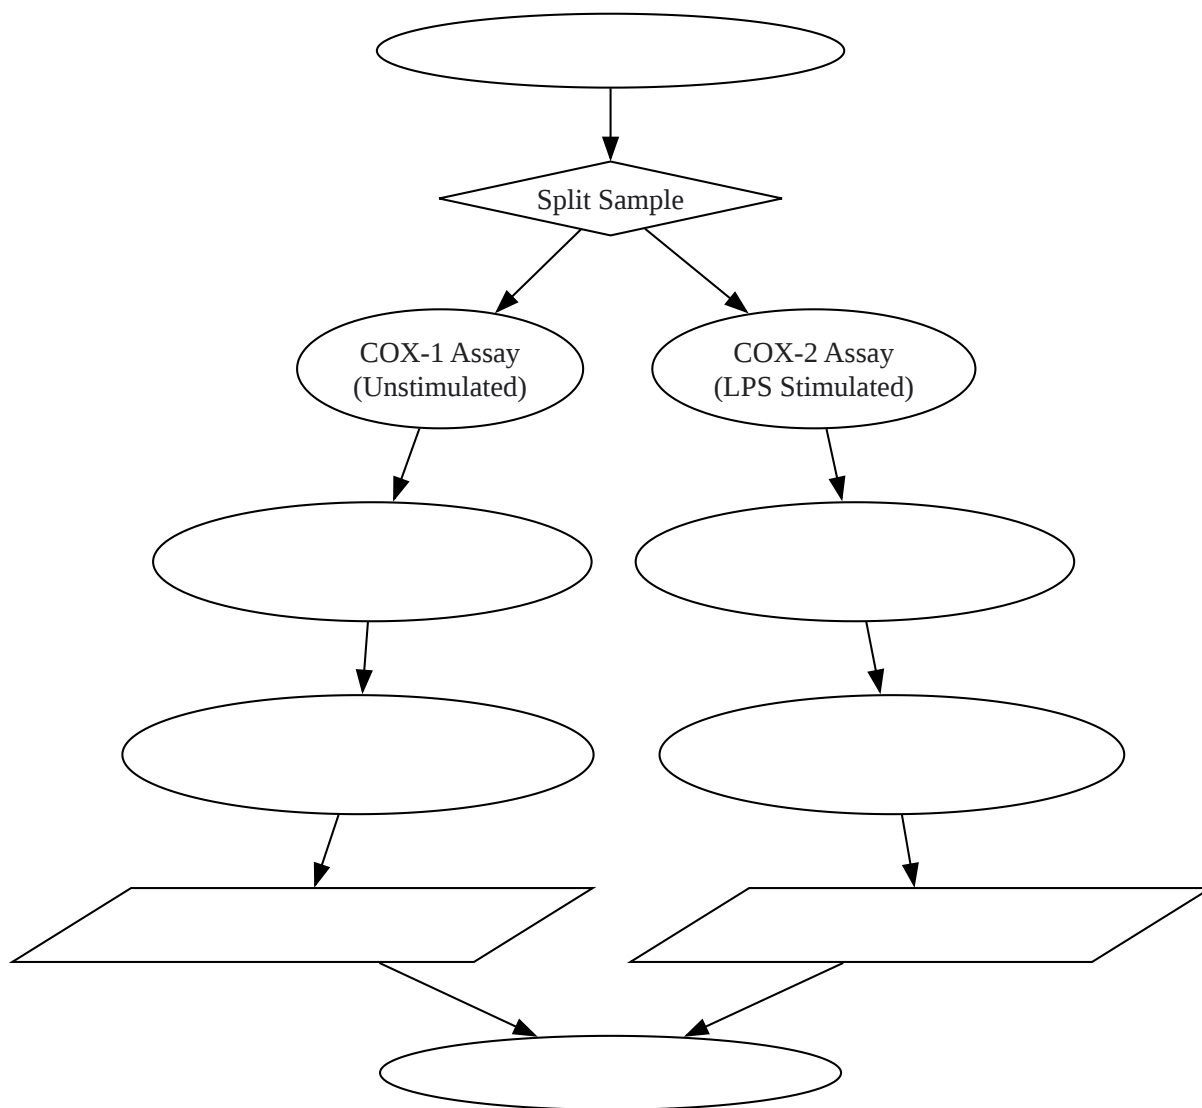 Split Sample
COX-1 Assay
(Unstimulated)
COX-2 Assay
(LPS Stimulated)